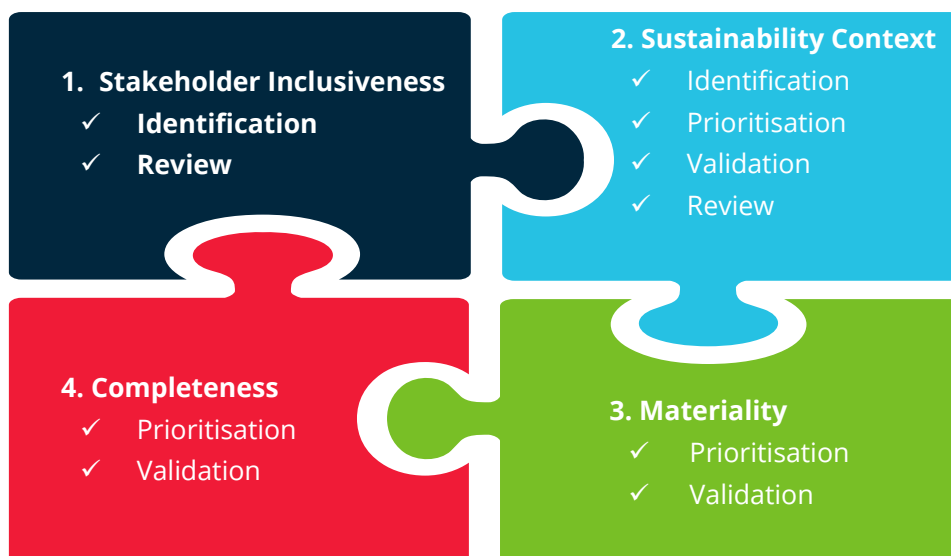 1. Stakeholder Inclusiveness
✓ Identification
✓ Review
2. Sustainability Context
✓ Identification
✓ Prioritisation
✓ Validation
✓ Review
4. Completeness
✓ Prioritisation
✓ Validation
3. Materiality
✓ Prioritisation
✓ Validation